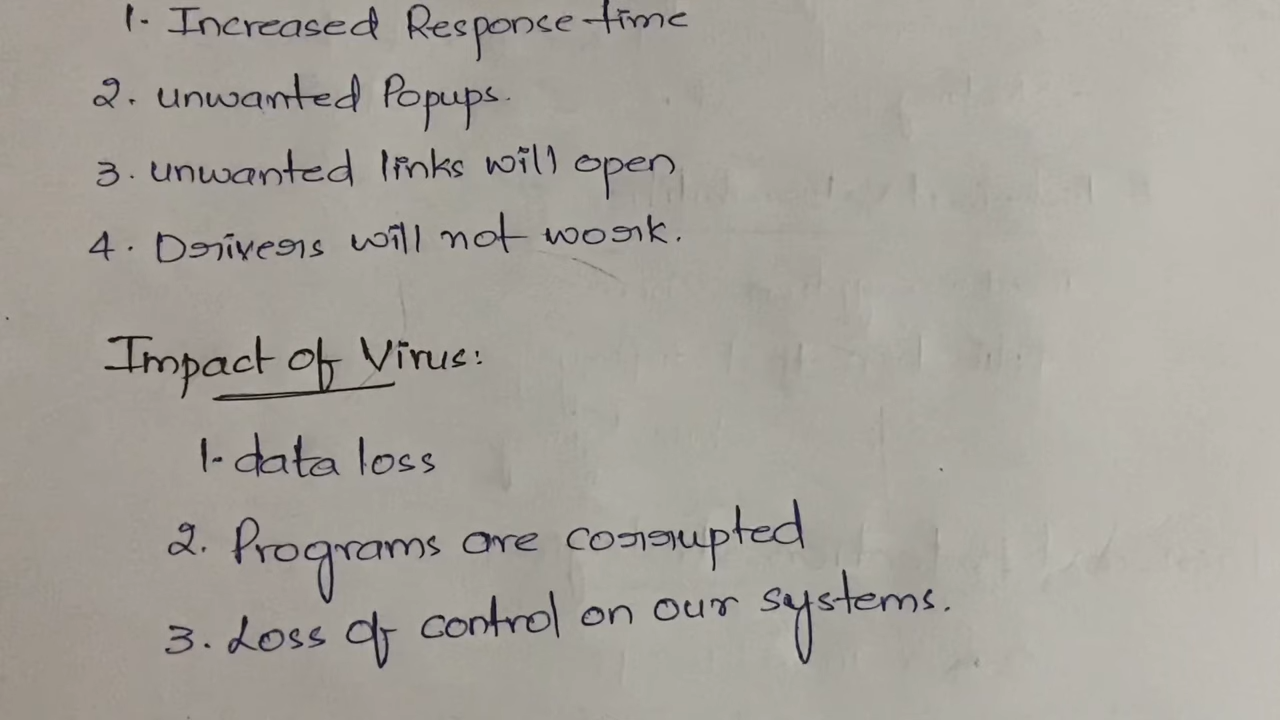 1. Increased Response time
2. unwanted Popups.
3. unwanted links will open
4. Drivers will not work.
Impact of Virus:
1. data loss
2. Programs are corrupted
3. Loss of control on our systems.